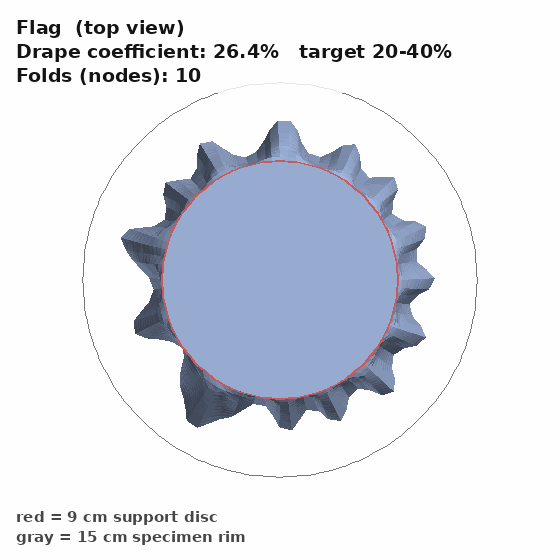 Flag  (top view)
Drape coefficient: 26.4%   target 20-40%
Folds (nodes): 10
red = 9 cm support disc
gray = 15 cm specimen rim